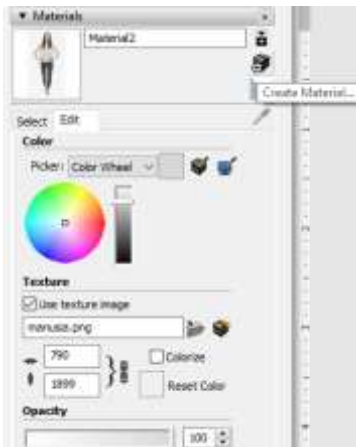 Materials
Material2
Create Material...
Select Edit
Color
Picker: Color Wheel
Texture
Use texture image
manusia.png
790
Colorize
1899
Reset Color
Opacity
100